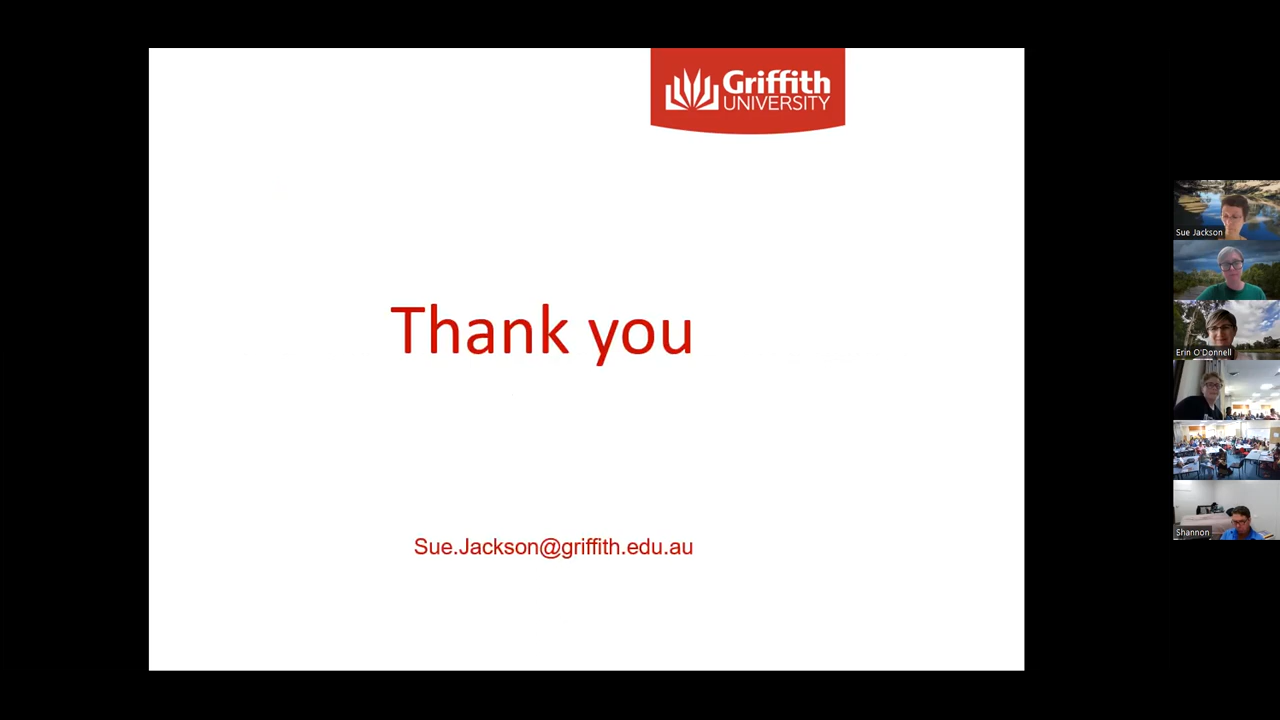 Griffith
UNIVERSITY
Thank you
Sue.Jackson@griffith.edu.au
Sue Jackson
Erin O'Donnell
Shannon